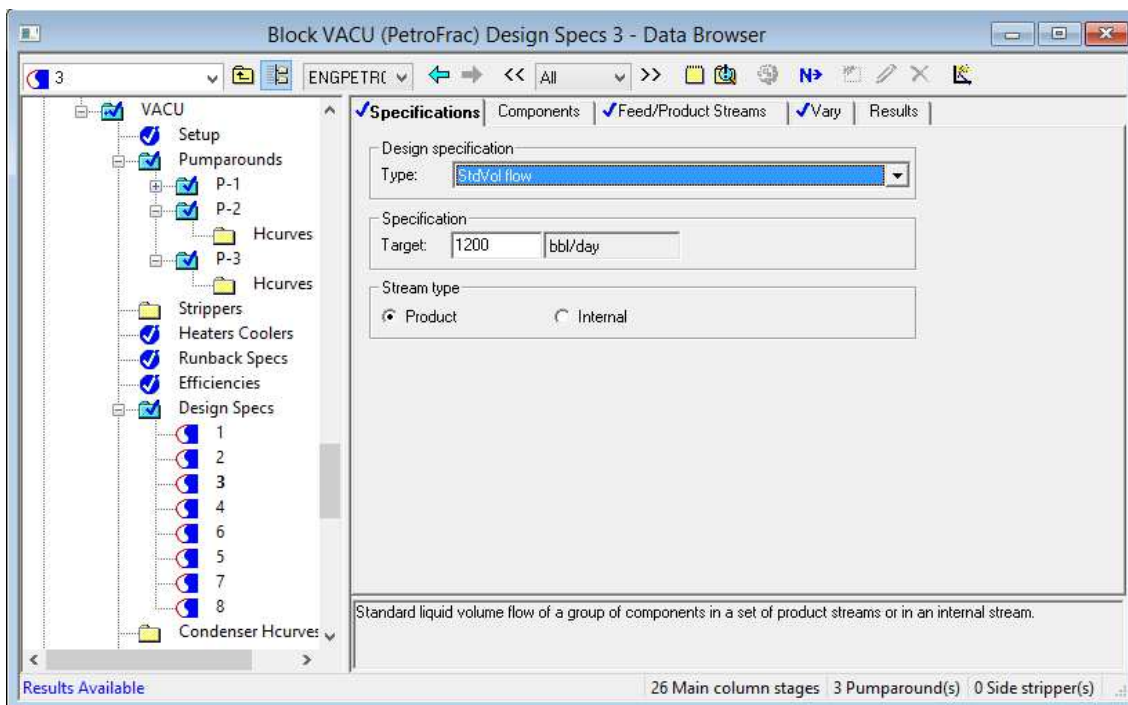 Block VACU (PetroFrac) Design Specs 3 - Data Browser
3
ENGPETRO
<< All >>
N
VACU
Setup
Pumparounds
P-1
P-2
Hcurves
P-3
Hcurves
Strippers
Heaters Coolers
Runback Specs
Efficiencies
Design Specs
1
2
3
4
6
5
7
8
Condenser Hcurves
Specifications Components Feed/Product Streams Vary Results
Design specification
Type: StdVol flow
Specification
Target: 1200 bbl/day
Stream type
Product Internal
Standard liquid volume flow of a group of components in a set of product streams or in an internal stream.
Results Available
26 Main column stages 3 Pumparound(s) 0 Side stripper(s)